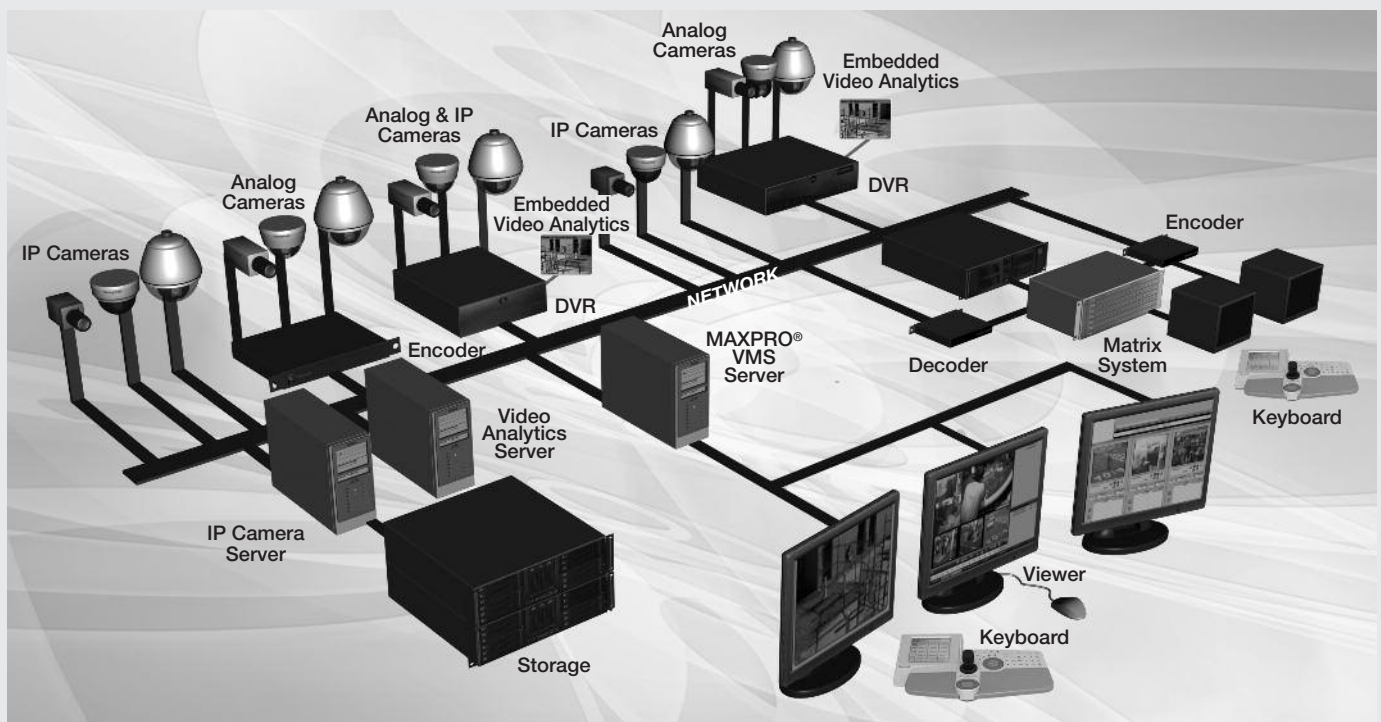 Analog
Cameras
Embedded
Video Analytics
Analog & IP
Cameras
IP Cameras
DVR
Analog
Cameras
Embedded
Video Analytics
Encoder
IP Cameras
NETWORK
DVR
MAXPRO®
VMS
Server
Encoder
Decoder
Matrix
System
Keyboard
Video
Analytics
Server
IP Camera
Server
Viewer
Keyboard
Storage